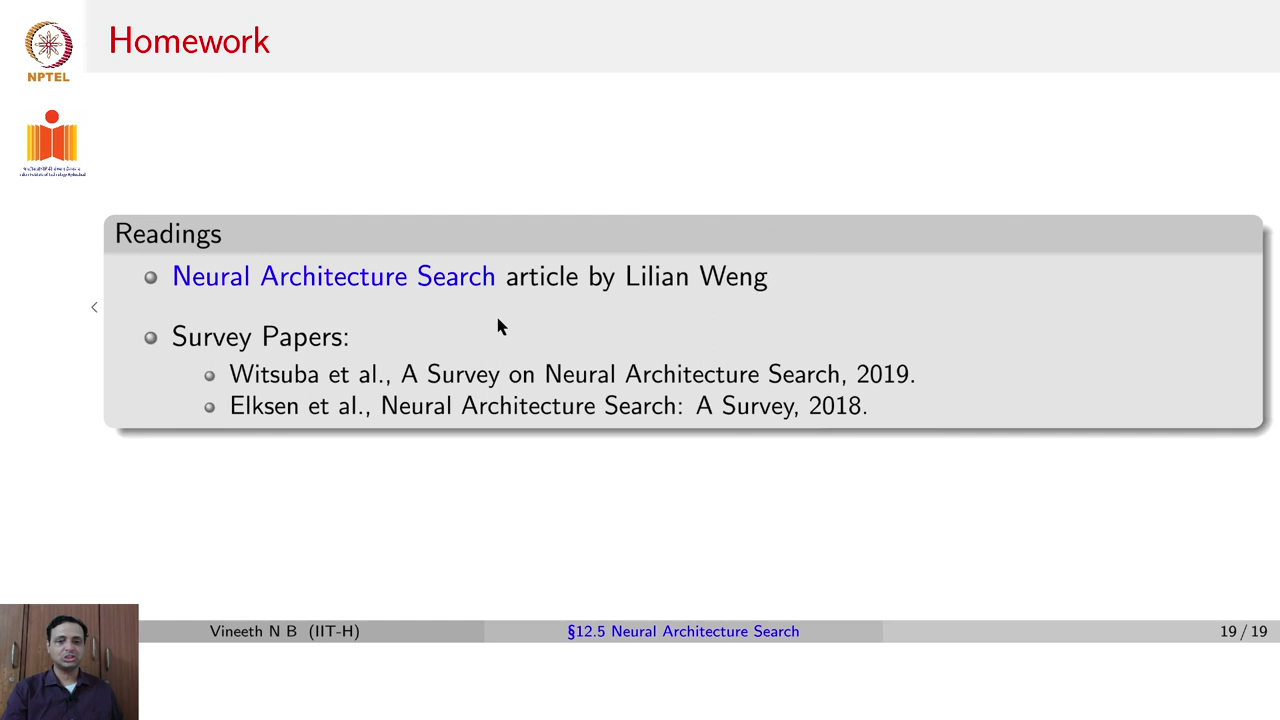 Homework
NPTEL
Readings
Neural Architecture Search article by Lilian Weng
Survey Papers:
Witsuba et al., A Survey on Neural Architecture Search, 2019.
Elksen et al., Neural Architecture Search: A Survey, 2018.
Vineeth N B (IIT-H)
§12.5 Neural Architecture Search
19 / 19